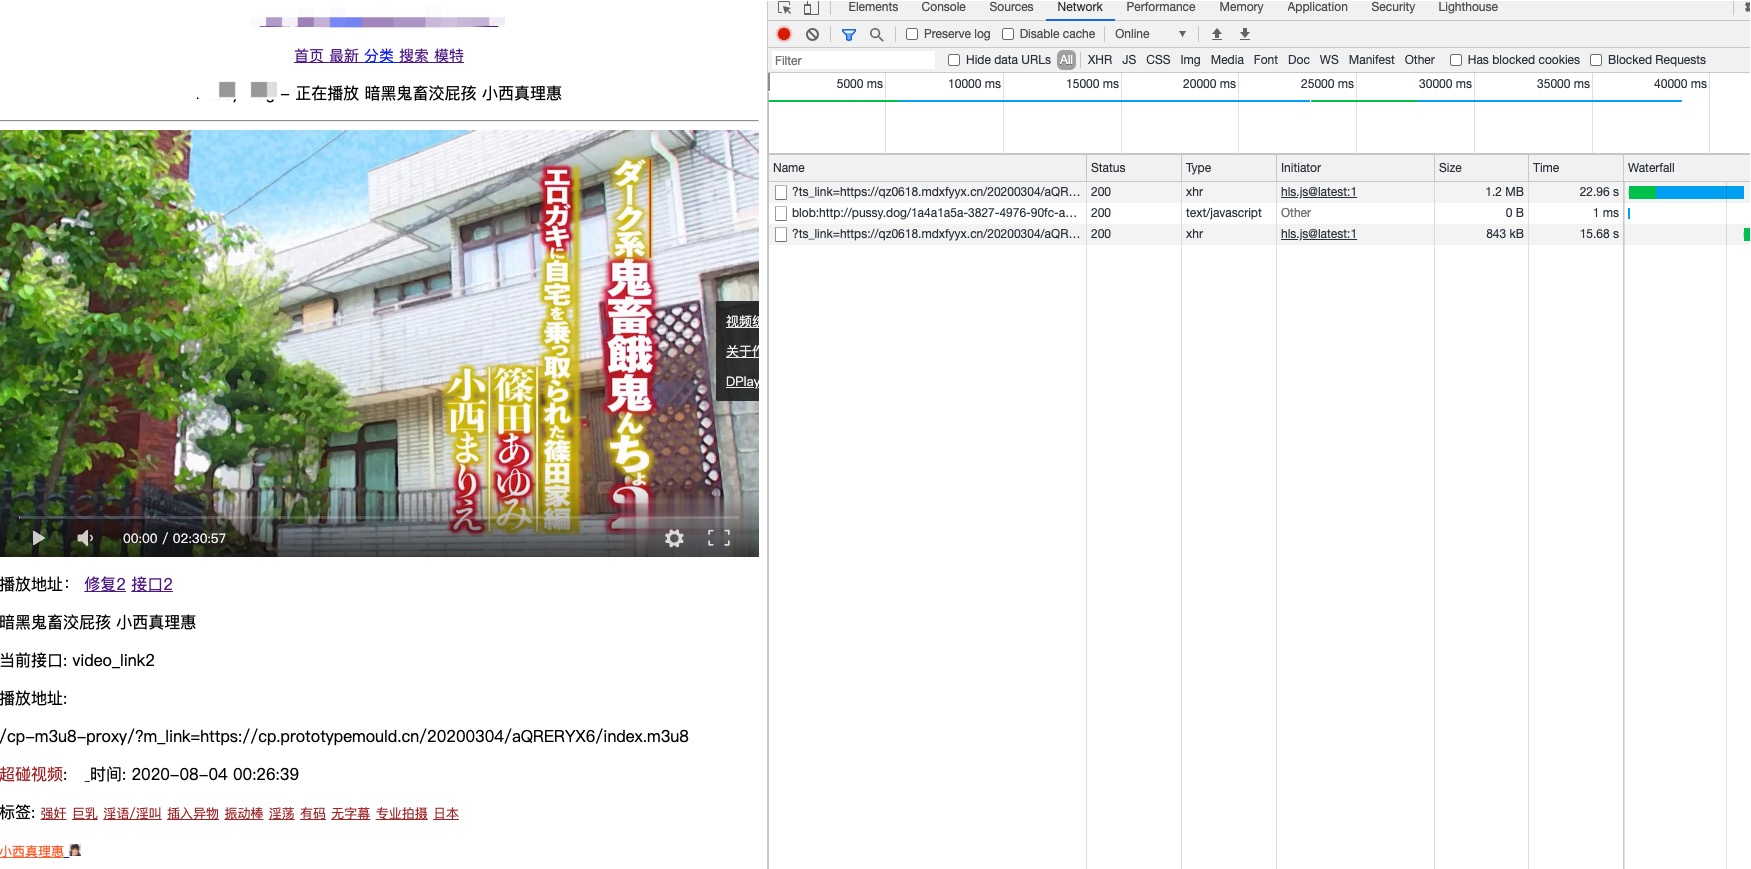 首页 最新 分类 搜索 模特
- 正在播放 暗黑鬼畜洨屁孩 小西真理惠
ダーク系鬼畜餓鬼んちょ2
エロガキに自宅を乗っ取られた篠田家編
篠田あゆみ
小西まりえ
视频
关于
DPlay
00:00 / 02:30:57
播放地址： 修复2 接口2
暗黑鬼畜洨屁孩 小西真理惠
当前接口: video_link2
播放地址:
/cp-m3u8-proxy/?m_link=https://cp.prototypemould.cn/20200304/aQRERYX6/index.m3u8
超碰视频: _时间: 2020-08-04 00:26:39
标签: 强奸 巨乳 淫语/淫叫 插入异物 振动棒 淫荡 有码 无字幕 专业拍摄 日本
小西真理惠
Elements Console Sources Network Performance Memory Application Security Lighthouse
Preserve log Disable cache Online
Filter Hide data URLs All XHR JS CSS Img Media Font Doc WS Manifest Other Has blocked cookies Blocked Requests
5000 ms 10000 ms 15000 ms 20000 ms 25000 ms 30000 ms 35000 ms 40000 ms
Name Status Type Initiator Size Time Waterfall
?ts_link=https://qz0618.mdxfyyx.cn/20200304/aQR... 200 xhr hls.js@latest:1 1.2 MB 22.96 s
blob:http://pussy.dog/1a4a1a5a-3827-4976-90fc-a... 200 text/javascript Other 0 B 1 ms
?ts_link=https://qz0618.mdxfyyx.cn/20200304/aQR... 200 xhr hls.js@latest:1 843 kB 15.68 s